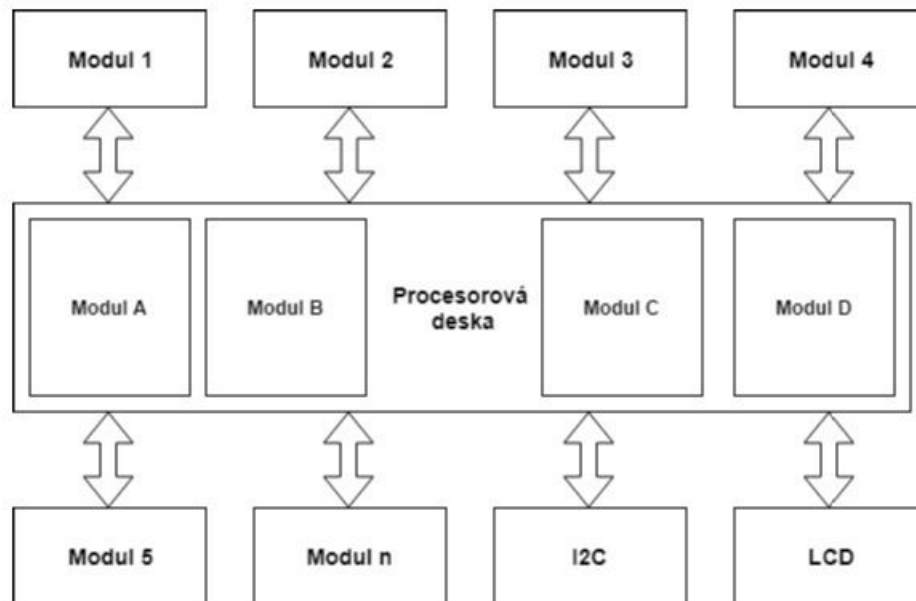 Modul 1
Modul 2
Modul 3
Modul 4
Modul A
Modul B
Procesorová
deska
Modul C
Modul D
Modul 5
Modul n
I2C
LCD